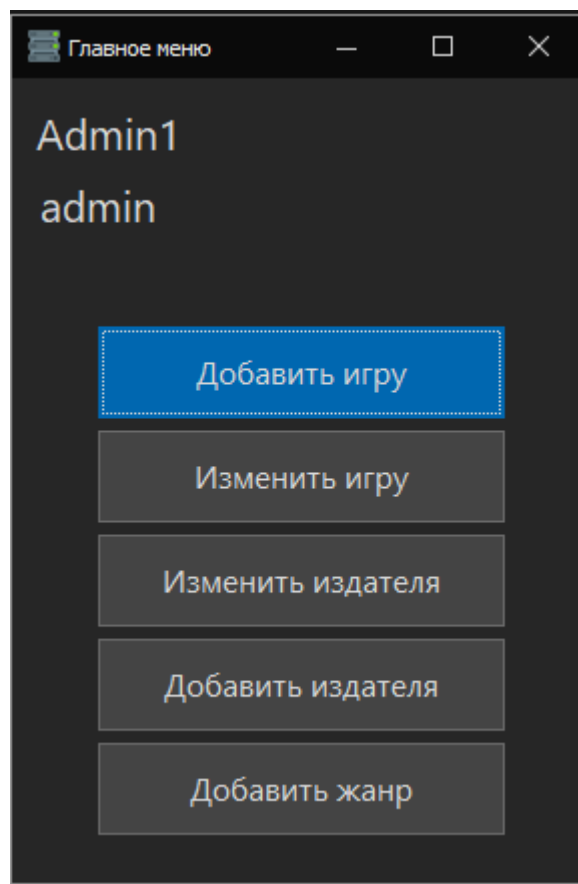 Главное меню
Admin1
admin
Добавить игру
Изменить игру
Изменить издателя
Добавить издателя
Добавить жанр